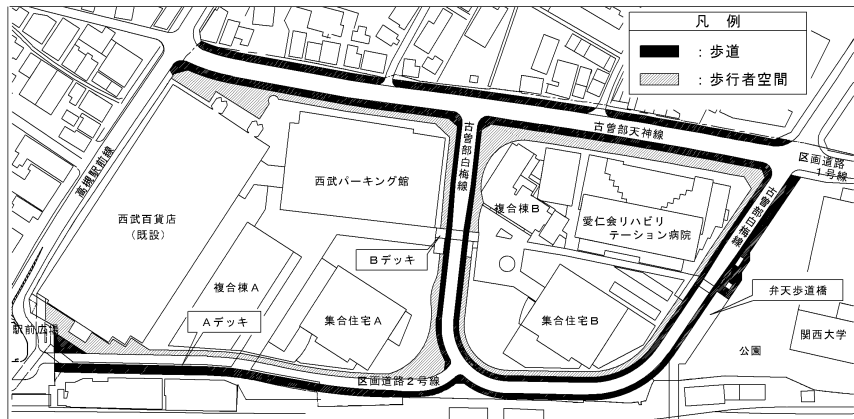 凡 例
：歩道
：歩行者空間
高槻駅前線
西武百貨店
（既設）
西武パーキング館
古曽部白梅線
古曽部天神線
区画道路
１号線
古曽部白梅線
複合棟Ｂ
愛仁会リハビリ
テーション病院
Ｂデッキ
複合棟Ａ
集合住宅Ａ
集合住宅Ｂ
弁天歩道橋
Ａデッキ
駅前広場
関西大学
公園
区画道路２号線